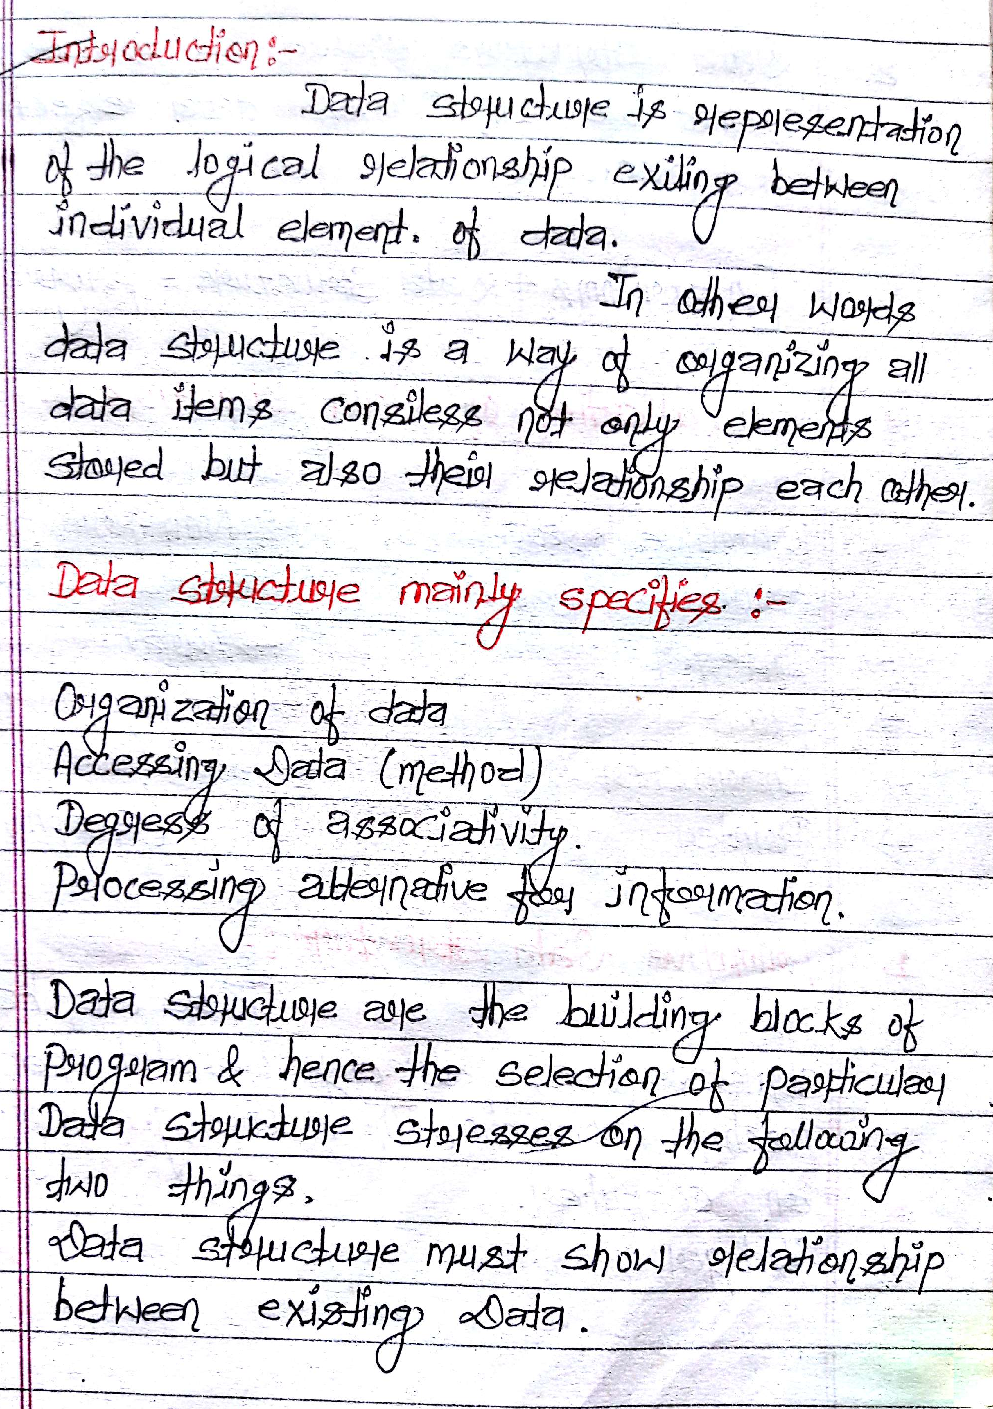 Introduction:-
Data structure is representation
of the logical relationship exiting between
individual element. of data.
In other words
data structure is a way of organizing all
data items consiless not only elements
stored but also their relationship each other.
Data structure mainly specifies :-
Organization of data
Accessing Data (method)
Degress of associativity.
Processing alternative for information.
Data structure are the building blocks of
Program & hence the selection of particular
Data structure stresses on the following
two things.
Data structure must show relationship
between existing Data.